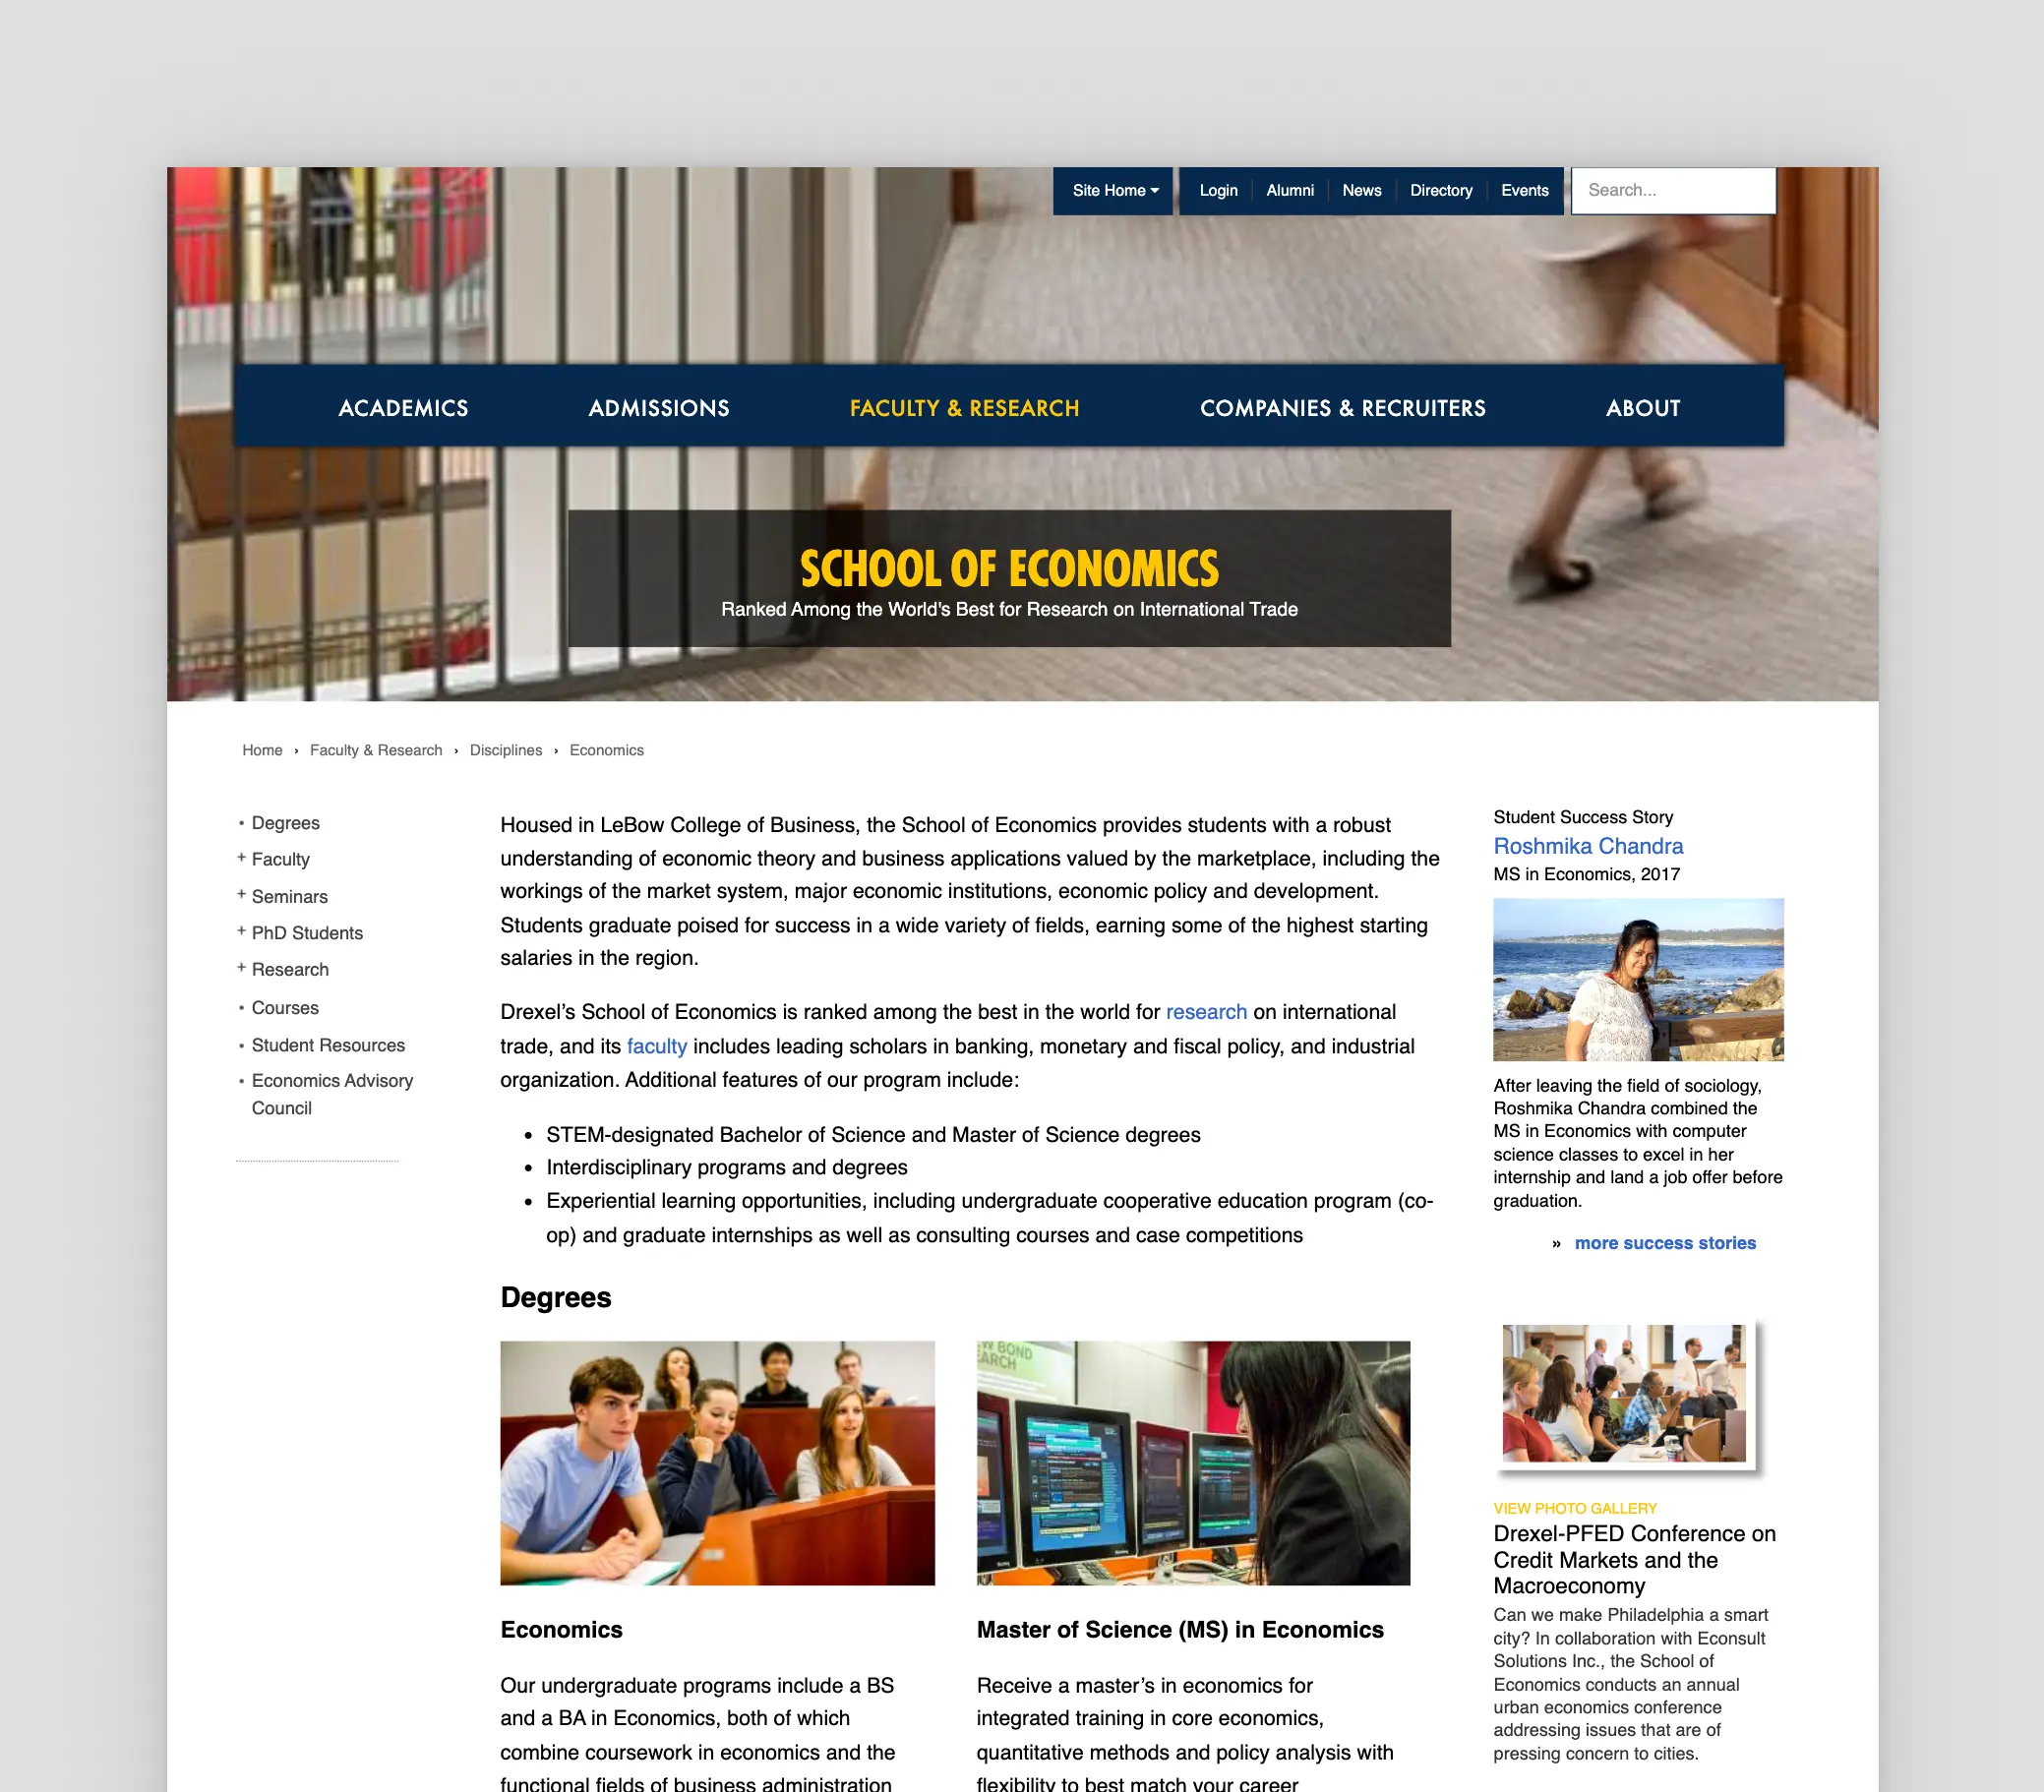 Site Home
Login
Alumni
News
Directory
Events
Search...
ACADEMICS
ADMISSIONS
FACULTY & RESEARCH
COMPANIES & RECRUITERS
ABOUT
SCHOOL OF ECONOMICS
Ranked Among the World's Best for Research on International Trade
Home › Faculty & Research › Disciplines › Economics
Degrees
+ Faculty
+ Seminars
+ PhD Students
+ Research
Courses
Student Resources
Economics Advisory
Council
Housed in LeBow College of Business, the School of Economics provides students with a robust
understanding of economic theory and business applications valued by the marketplace, including the
workings of the market system, major economic institutions, economic policy and development.
Students graduate poised for success in a wide variety of fields, earning some of the highest starting
salaries in the region.
Drexel’s School of Economics is ranked among the best in the world for research on international
trade, and its faculty includes leading scholars in banking, monetary and fiscal policy, and industrial
organization. Additional features of our program include:
• STEM-designated Bachelor of Science and Master of Science degrees
• Interdisciplinary programs and degrees
• Experiential learning opportunities, including undergraduate cooperative education program (co-
op) and graduate internships as well as consulting courses and case competitions
Degrees
W BOND
ARCH
Economics
Our undergraduate programs include a BS
and a BA in Economics, both of which
combine coursework in economics and the
functional fields of business administration
Master of Science (MS) in Economics
Receive a master’s in economics for
integrated training in core economics,
quantitative methods and policy analysis with
flexibility to best match your career
Student Success Story
Roshmika Chandra
MS in Economics, 2017
After leaving the field of sociology,
Roshmika Chandra combined the
MS in Economics with computer
science classes to excel in her
internship and land a job offer before
graduation.
» more success stories
VIEW PHOTO GALLERY
Drexel-PFED Conference on
Credit Markets and the
Macroeconomy
Can we make Philadelphia a smart
city? In collaboration with Econsult
Solutions Inc., the School of
Economics conducts an annual
urban economics conference
addressing issues that are of
pressing concern to cities.